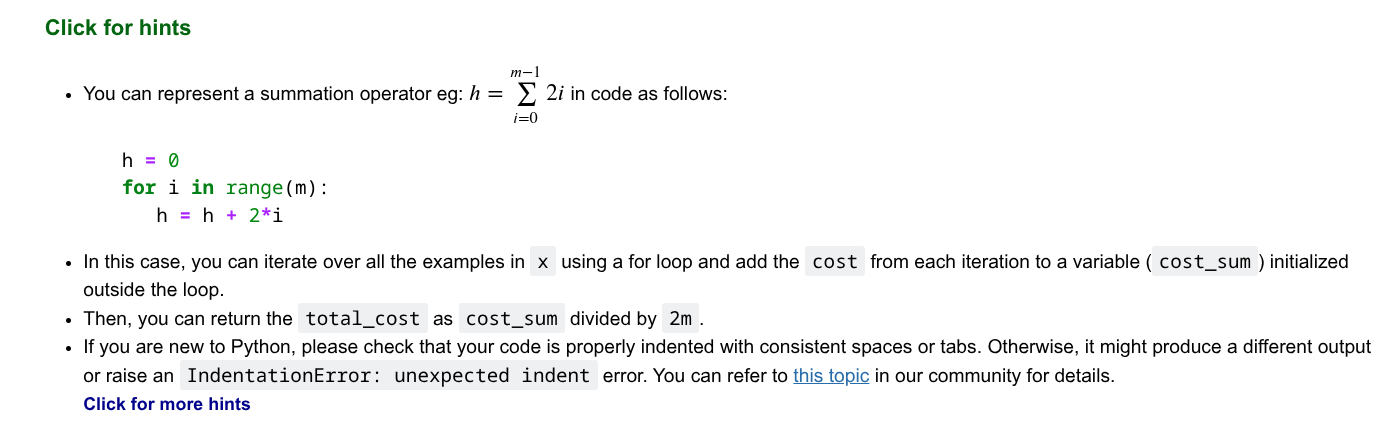 Click for hints
• You can represent a summation operator eg: h = m−1 ∑ i=0 2i in code as follows:
h = 0
for i in range(m):
    h = h + 2*i
• In this case, you can iterate over all the examples in x using a for loop and add the cost from each iteration to a variable ( cost_sum ) initialized
outside the loop.
• Then, you can return the total_cost as cost_sum divided by 2m .
• If you are new to Python, please check that your code is properly indented with consistent spaces or tabs. Otherwise, it might produce a different output
or raise an IndentationError: unexpected indent error. You can refer to this topic in our community for details.
Click for more hints